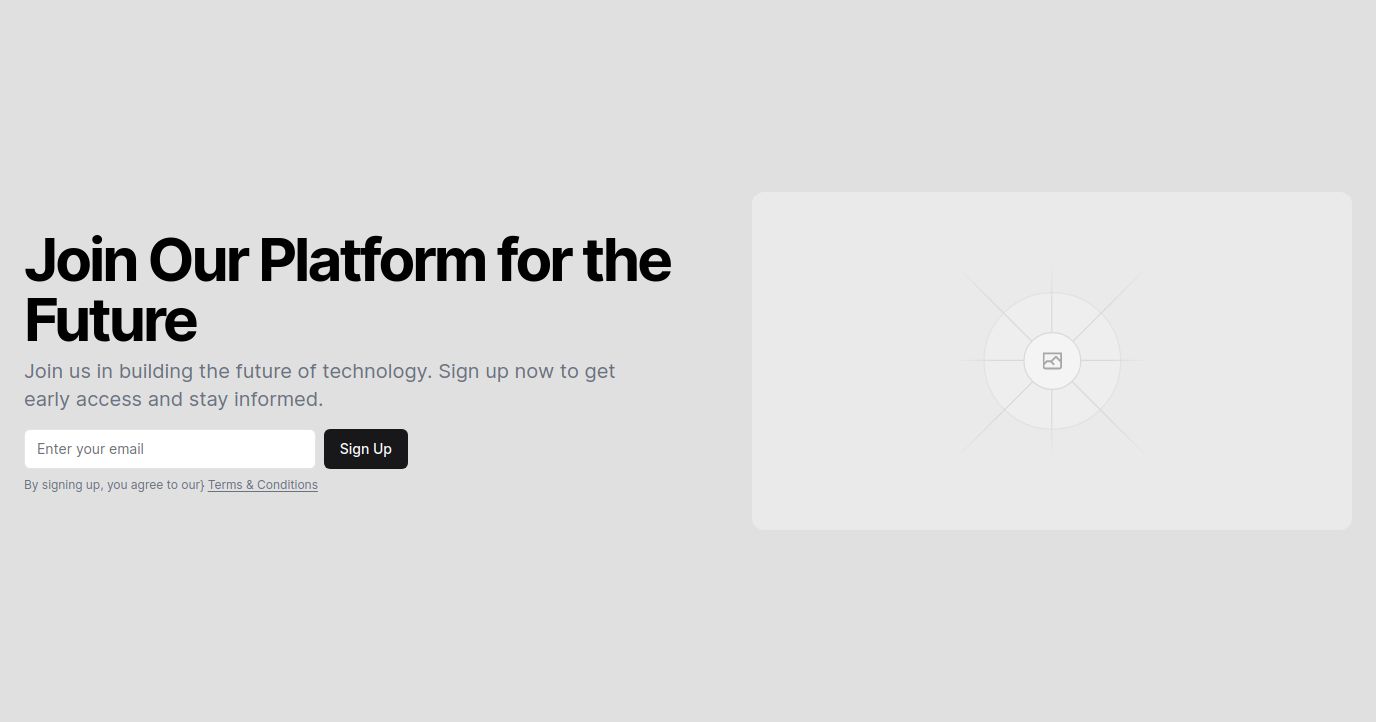 Join Our Platform for the
Future
Join us in building the future of technology. Sign up now to get
early access and stay informed.
Enter your email
Sign Up
By signing up, you agree to our} Terms & Conditions